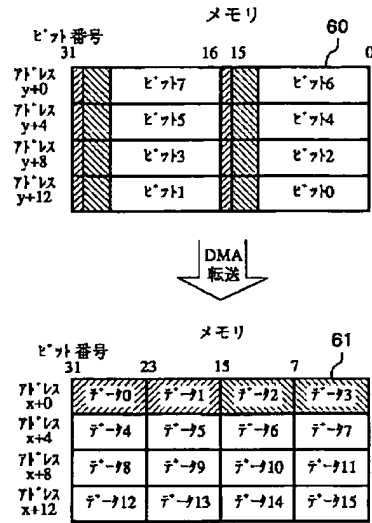 メモリ
60
ビット番号
31 16 15 0
アドレス y+0 ビット7 ビット6
アドレス y+4 ビット5 ビット4
アドレス y+8 ビット3 ビット2
アドレス y+12 ビット1 ビット0
DMA
転送
メモリ
61
ビット番号
31 23 15 7
アドレス x+0 データ0 データ1 データ2 データ3
アドレス x+4 データ4 データ5 データ6 データ7
アドレス x+8 データ8 データ9 データ10 データ11
アドレス x+12 データ12 データ13 データ14 データ15